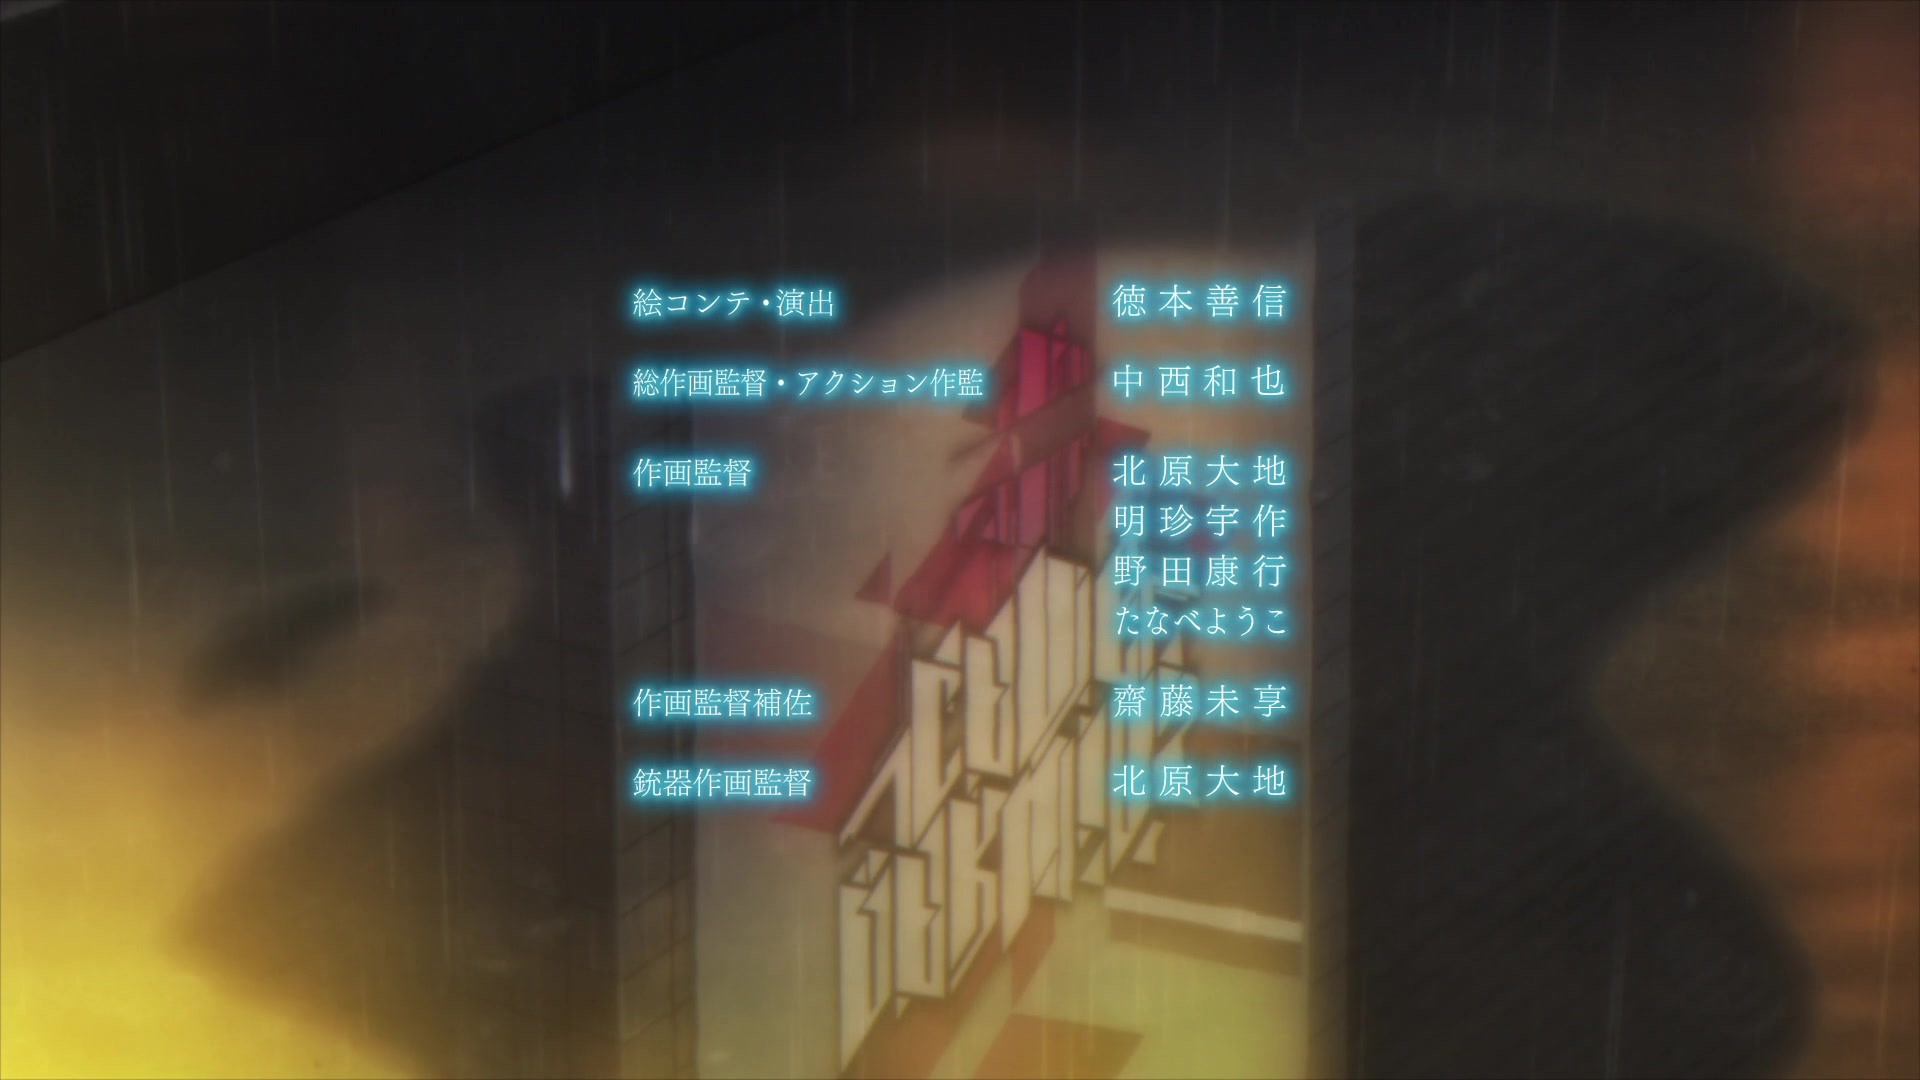 絵コンテ・演出 徳本善信
総作画監督・アクション作監 中西和也
作画監督 北原大地
明珍宇作
野田康行
たなべようこ
作画監督補佐 齋藤未享
銃器作画監督 北原大地